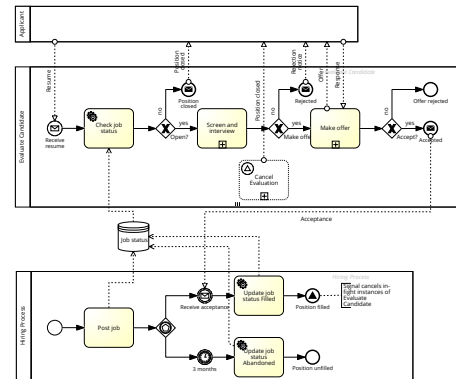 Applicant
Resume
Position
closed
Position closed
Rejection
notice
Offer
Response
Evaluate Candidate
Candidate
Check job
status
no
Position
closed
yes
Open?
Receive
resume
Screen and
interview
no
Rejected
yes
Make offer
Make offer
no
Offer rejected
yes
Accept?
Accepted
Cancel
Evaluation
Acceptance
Job status
Hiring Process
Hiring Process
Post job
Receive acceptance
Update job
status Filled
Position filled
Signal cancels in-
flight instances of
Evaluate
Candidate
3 months
Update job
status
Abandoned
Position unfilled